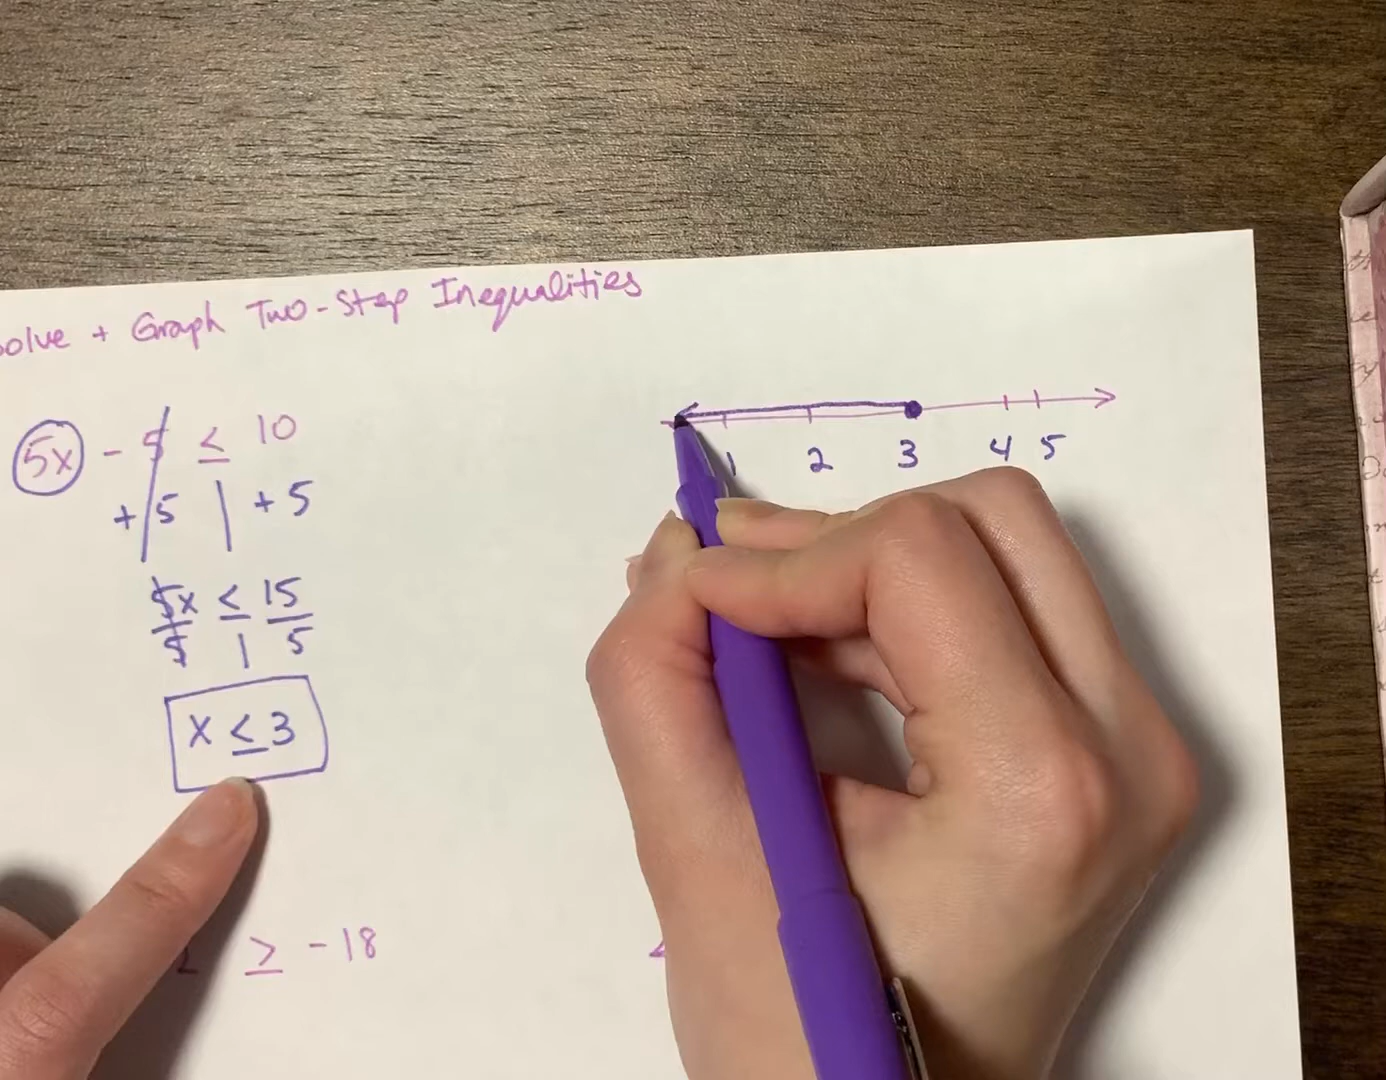 Solve + Graph Two-Step Inequalities
5x - 5 ≤ 10
+ 5 | + 5
5x ≤ 15
5 | 5
x ≤ 3
1 2 3 4 5
≥ -18